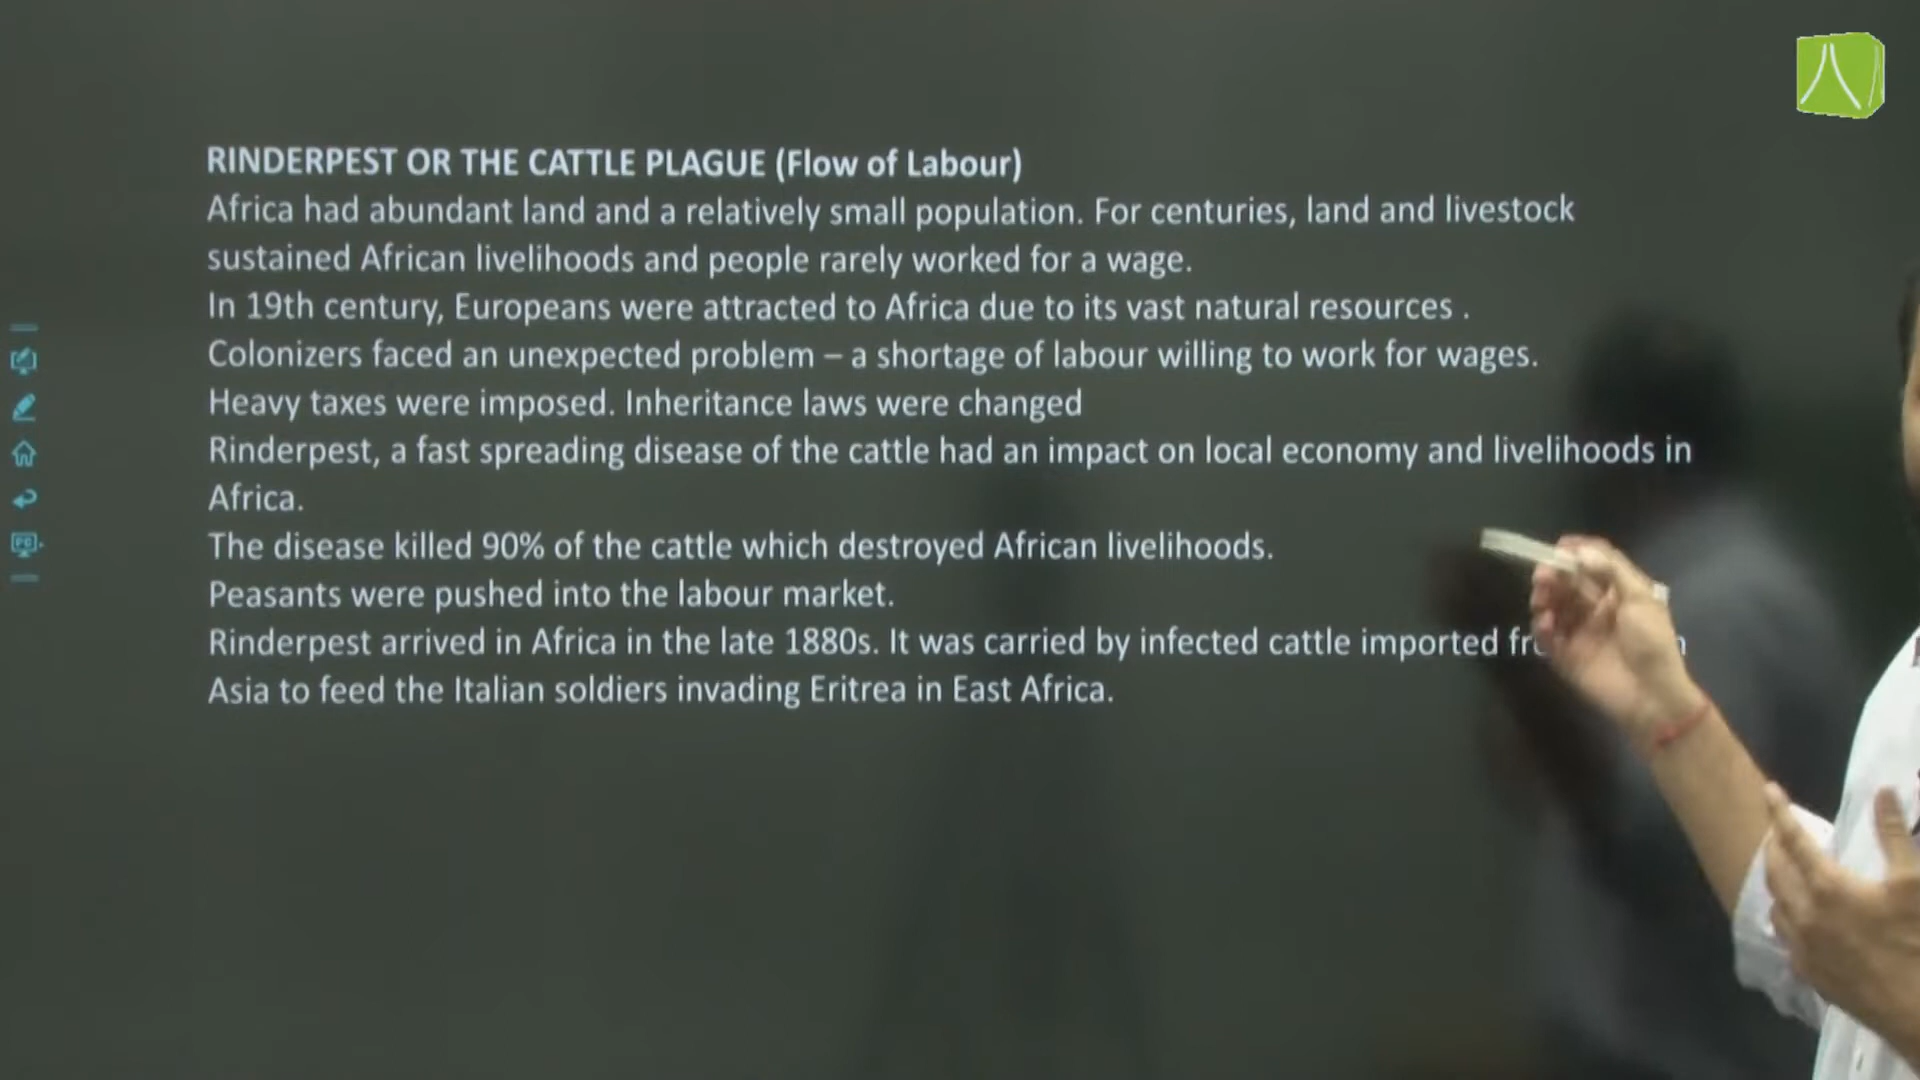 RINDERPEST OR THE CATTLE PLAGUE (Flow of Labour)
Africa had abundant land and a relatively small population. For centuries, land and livestock
sustained African livelihoods and people rarely worked for a wage.
In 19th century, Europeans were attracted to Africa due to its vast natural resources .
Colonizers faced an unexpected problem – a shortage of labour willing to work for wages.
Heavy taxes were imposed. Inheritance laws were changed
Rinderpest, a fast spreading disease of the cattle had an impact on local economy and livelihoods in
Africa.
The disease killed 90% of the cattle which destroyed African livelihoods.
Peasants were pushed into the labour market.
Rinderpest arrived in Africa in the late 1880s. It was carried by infected cattle imported
Asia to feed the Italian soldiers invading Eritrea in East Africa.